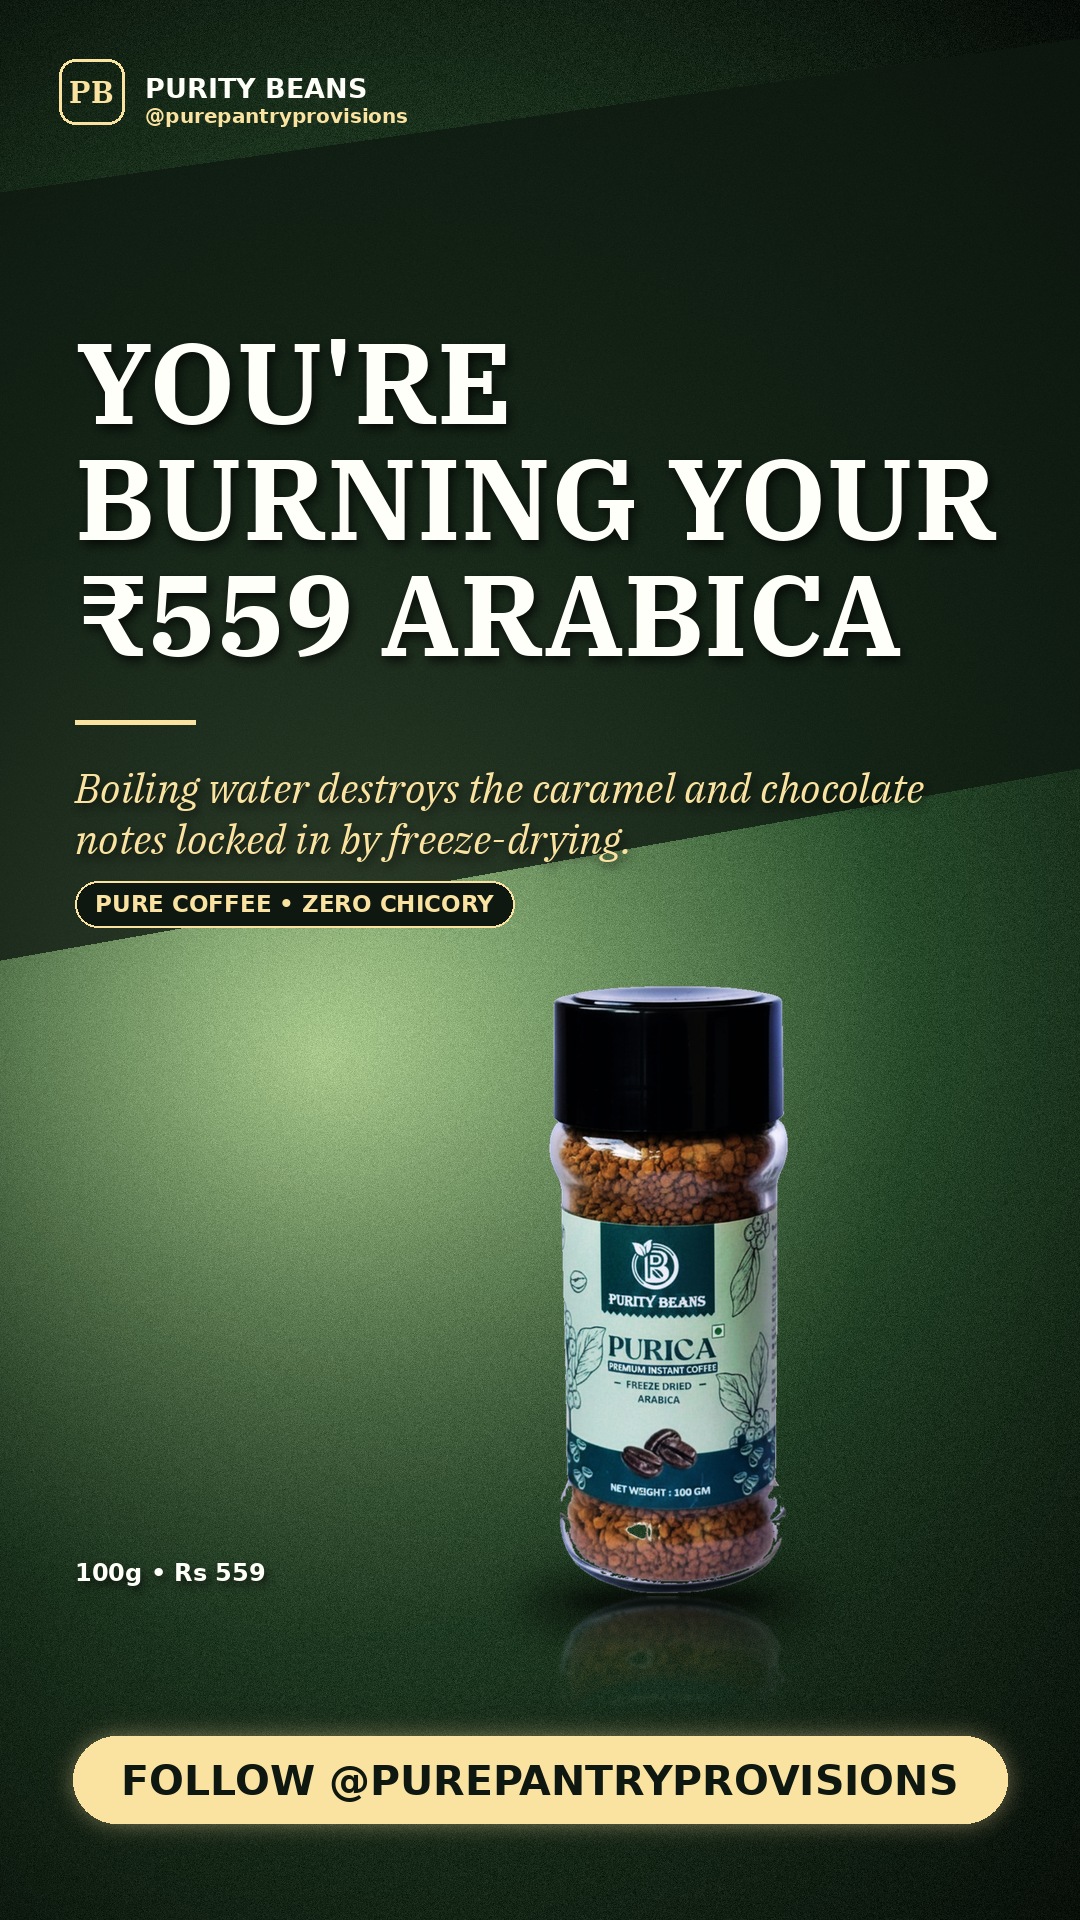 PB
PURITY BEANS
@purepantryprovisions
YOU'RE
BURNING YOUR
₹559 ARABICA
Boiling water destroys the caramel and chocolate
notes locked in by freeze-drying.
PURE COFFEE • ZERO CHICORY
PURITY BEANS
PURICA
PREMIUM INSTANT COFFEE
– FREEZE DRIED –
ARABICA
NET WEIGHT : 100 GM
100g • Rs 559
FOLLOW @PUREPANTRYPROVISIONS